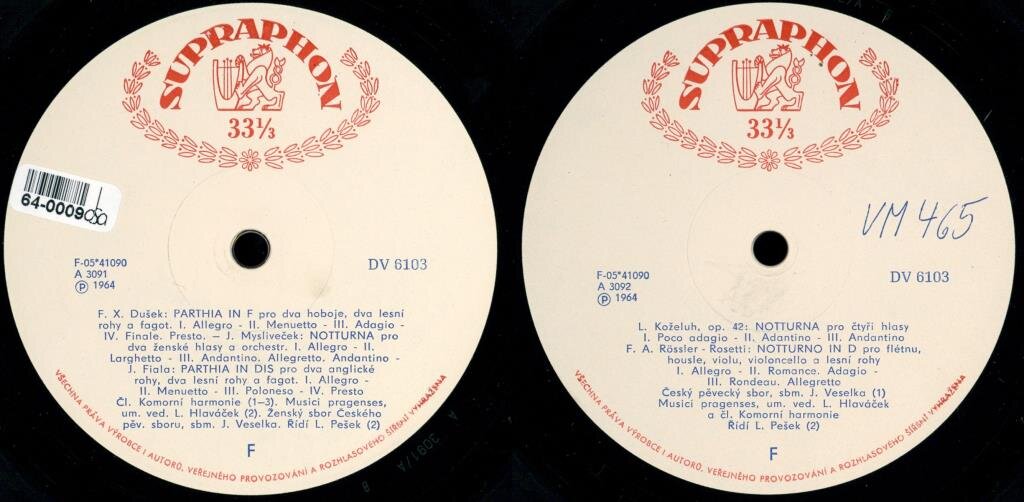 SUPRAPHON
33⅓
64-0009
F-05*41090
A 3091
Ⓟ 1964
DV 6103
F. X. Dušek: PARTHIA IN F pro dva hoboje, dva lesní
rohy a fagot. I. Allegro - II. Menuetto - III. Adagio -
IV. Finale. Presto. — J. Mysliveček: NOTTURNA pro
dva ženské hlasy a orchestr. I. Allegro - II.
Larghetto - III. Andantino. Allegretto. Andantino -
J. Fiala: PARTHIA IN DIS pro dva anglické
rohy, dva lesní rohy a fagot. I. Allegro -
II. Menuetto - III. Poloneso - IV. Presto
Čl. Komorní harmonie (1—3). Musici pragenses,
um. ved. L. Hlaváček (2). Ženský sbor Českého
pěv. sboru, sbm. J. Veselka. Řídí L. Pešek (2)
F
VŠECHNA PRÁVA VÝROBCE I AUTORŮ, VEŘEJNÉHO PROVOZOVÁNÍ A ROZHLASOVÉHO ŠÍŘENÍ VYHRAŽENA
3091/A
SUPRAPHON
33⅓
VM 465
F-05*41090
A 3092
Ⓟ 1964
DV 6103
L. Koželuh, op. 42: NOTTURNA pro čtyři hlasy
I. Poco adagio - II. Adantino - III. Andantino
F. A. Rössler - Rosetti: NOTTURNO IN D pro flétnu,
housle, violu, violoncello a lesní rohy
I. Allegro - II. Romance. Adagio -
III. Rondeau. Allegretto
Český pěvecký sbor, sbm. J. Veselka (1)
Musici pragenses, um. ved. L. Hlaváček
a čl. Komorní harmonie
Řídí L. Pešek (2)
F
VŠECHNA PRÁVA VÝROBCE I AUTORŮ, VEŘEJNÉHO PROVOZOVÁNÍ A ROZHLASOVÉHO ŠÍŘENÍ VYHRAŽENA